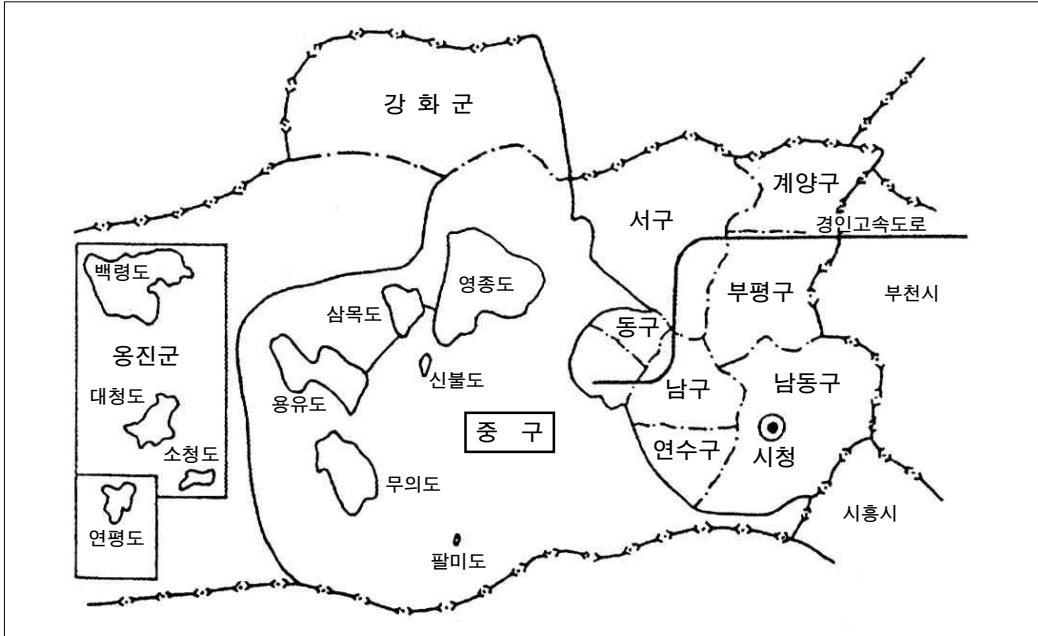 강 화 군
계양구
서구
경인고속도로
백령도
영종도
부평구
부천시
삼목도
동구
옹진군
신불도
남구
남동구
대청도
용유도
중 구
연수구
시청
소청도
무의도
시흥시
연평도
팔미도